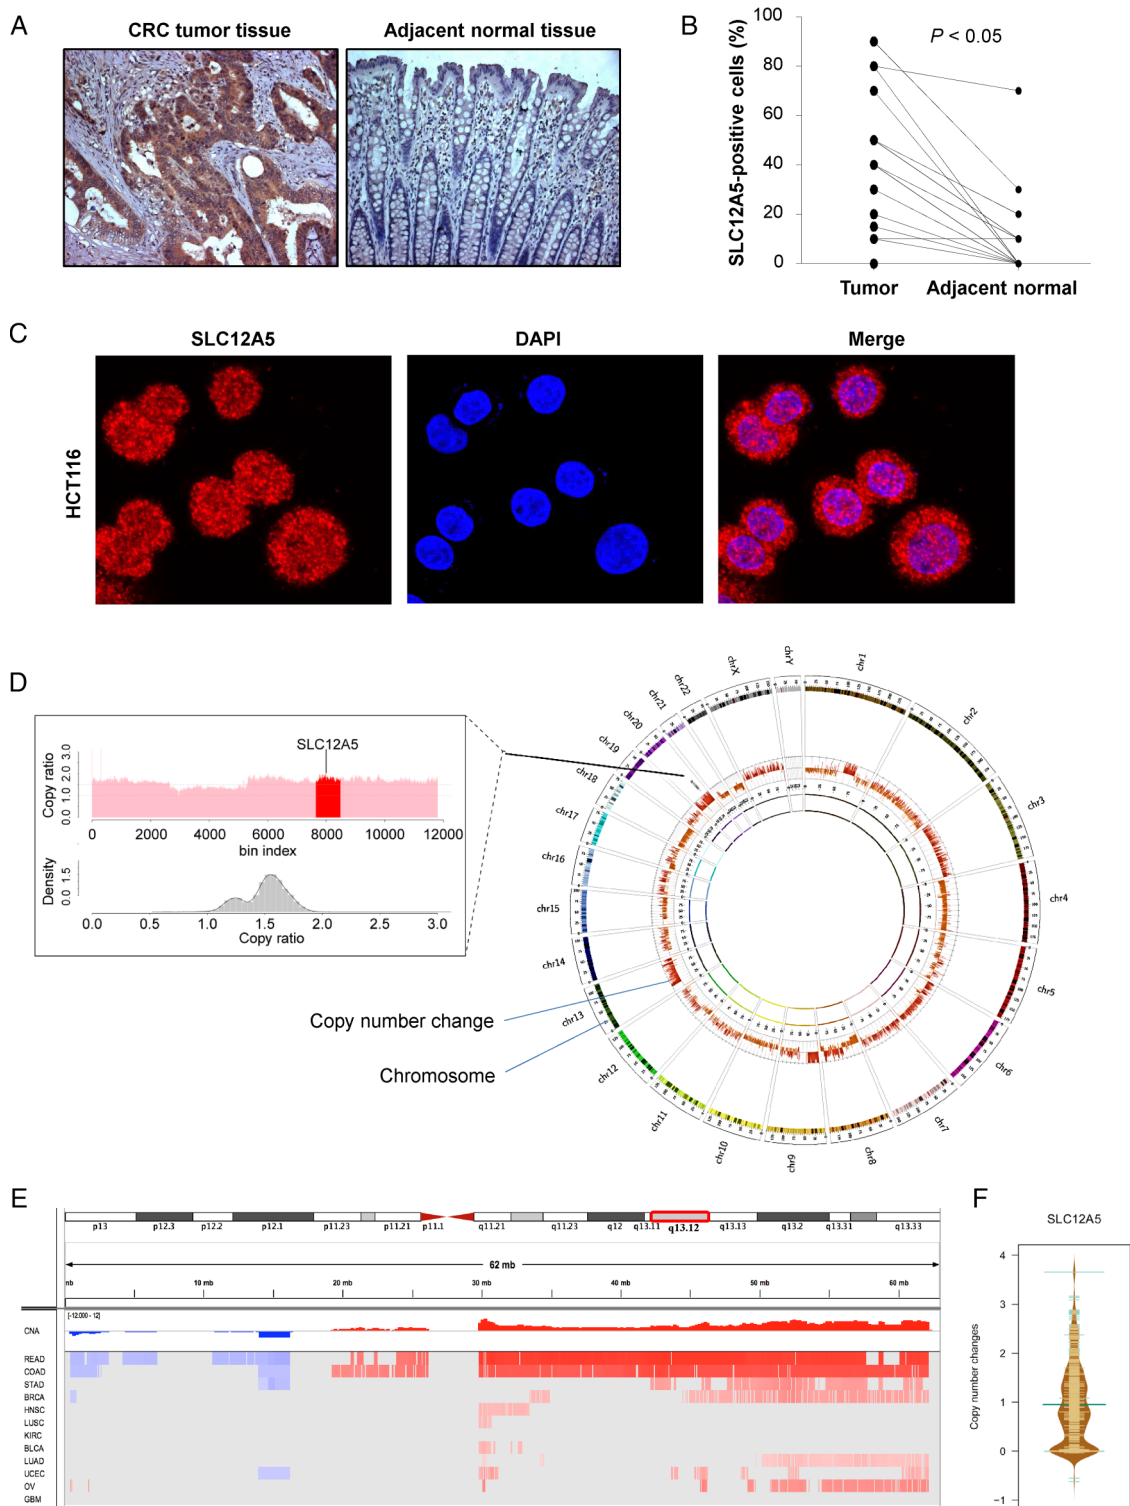 A
CRC tumor tissue
Adjacent normal tissue
B
SLC12A5-positive cells (%)
100
80
60
40
20
0
P < 0.05
Tumor
Adjacent normal
C
SLC12A5
DAPI
Merge
HCT116
D
SLC12A5
Copy ratio
3.0
2.0
1.0
0.0
0 2000 4000 6000 8000 10000 12000
bin index
Density
1.5
0.0
0.0 0.5 1.0 1.5 2.0 3.0
Copy ratio
Copy number change
Chromosome
chr1
chr2
chr3
chr4
chr5
chr6
chr7
chr8
chr9
chr10
chr11
chr12
chr13
chr14
chr15
chr16
chr17
chr18
chr19
chr20
chr21
chr22
chrX
chrY
E
p13 p12.3 p12.2 p12.1 p11.23 p11.21 p11.1 q11.21 q11.23 q12 q13.11 q13.12 q13.13 q13.2 q13.31 q13.33
62 mb
mb 10 mb 20 mb 30 mb 40 mb 50 mb 60 mb
[-12.000 - 12]
CNA
READ
COAD
STAD
BRCA
HNSC
LUSC
KIRC
BLCA
LUAD
UCEC
OV
GBM
F
SLC12A5
Copy number changes
4
3
2
1
0
−1